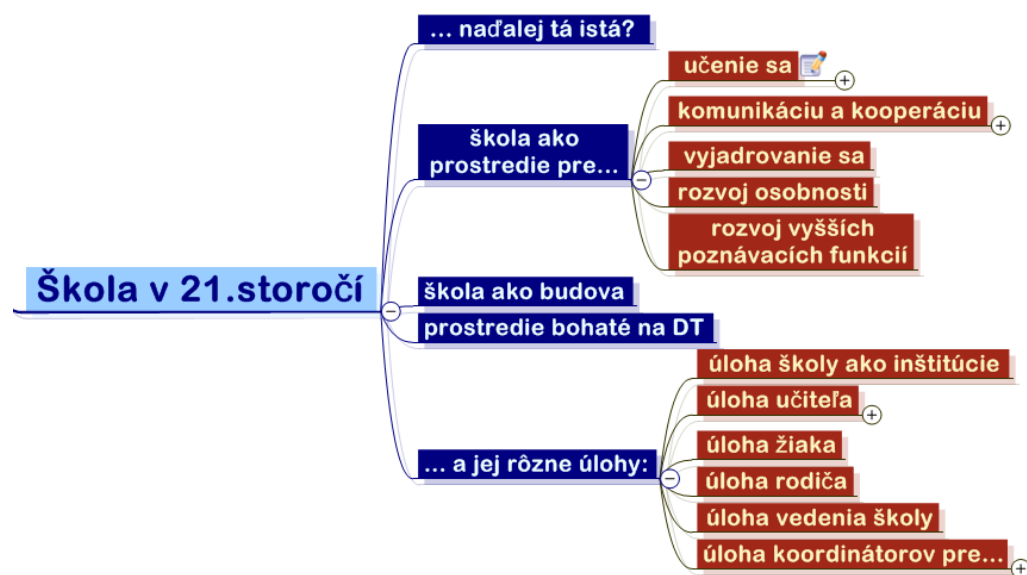 Škola v 21.storočí
... naďalej tá istá?
škola ako
prostredie pre...
učenie sa
komunikáciu a kooperáciu
vyjadrovanie sa
rozvoj osobnosti
rozvoj vyšších
poznávacích funkcií
škola ako budova
prostredie bohaté na DT
... a jej rôzne úlohy:
úloha školy ako inštitúcie
úloha učiteľa
úloha žiaka
úloha rodiča
úloha vedenia školy
úloha koordinátorov pre...